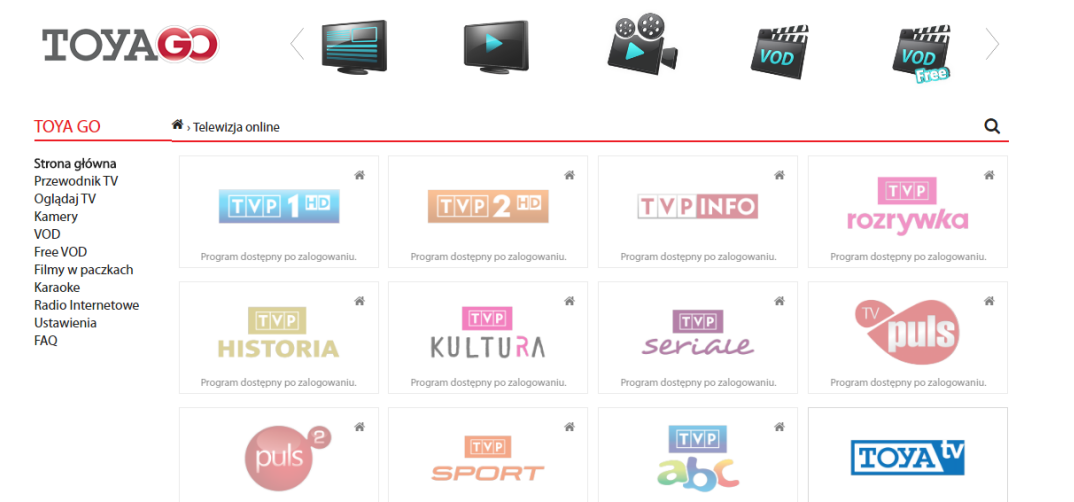 TOYA GO
VOD
VOD
Free
TOYA GO
› Telewizja online
Strona główna
Przewodnik TV
Oglądaj TV
Kamery
VOD
Free VOD
Filmy w paczkach
Karaoke
Radio Internetowe
Ustawienia
FAQ
TVP 1 HD
Program dostępny po zalogowaniu.
TVP 2 HD
Program dostępny po zalogowaniu.
TVP INFO
Program dostępny po zalogowaniu.
TVP
rozrywka
Program dostępny po zalogowaniu.
TVP
HISTORIA
Program dostępny po zalogowaniu.
TVP
KULTURA
Program dostępny po zalogowaniu.
TVP
seriale
Program dostępny po zalogowaniu.
TV
puls
Program dostępny po zalogowaniu.
puls 2
TVP
SPORT
TVP
abc
TOYA tv